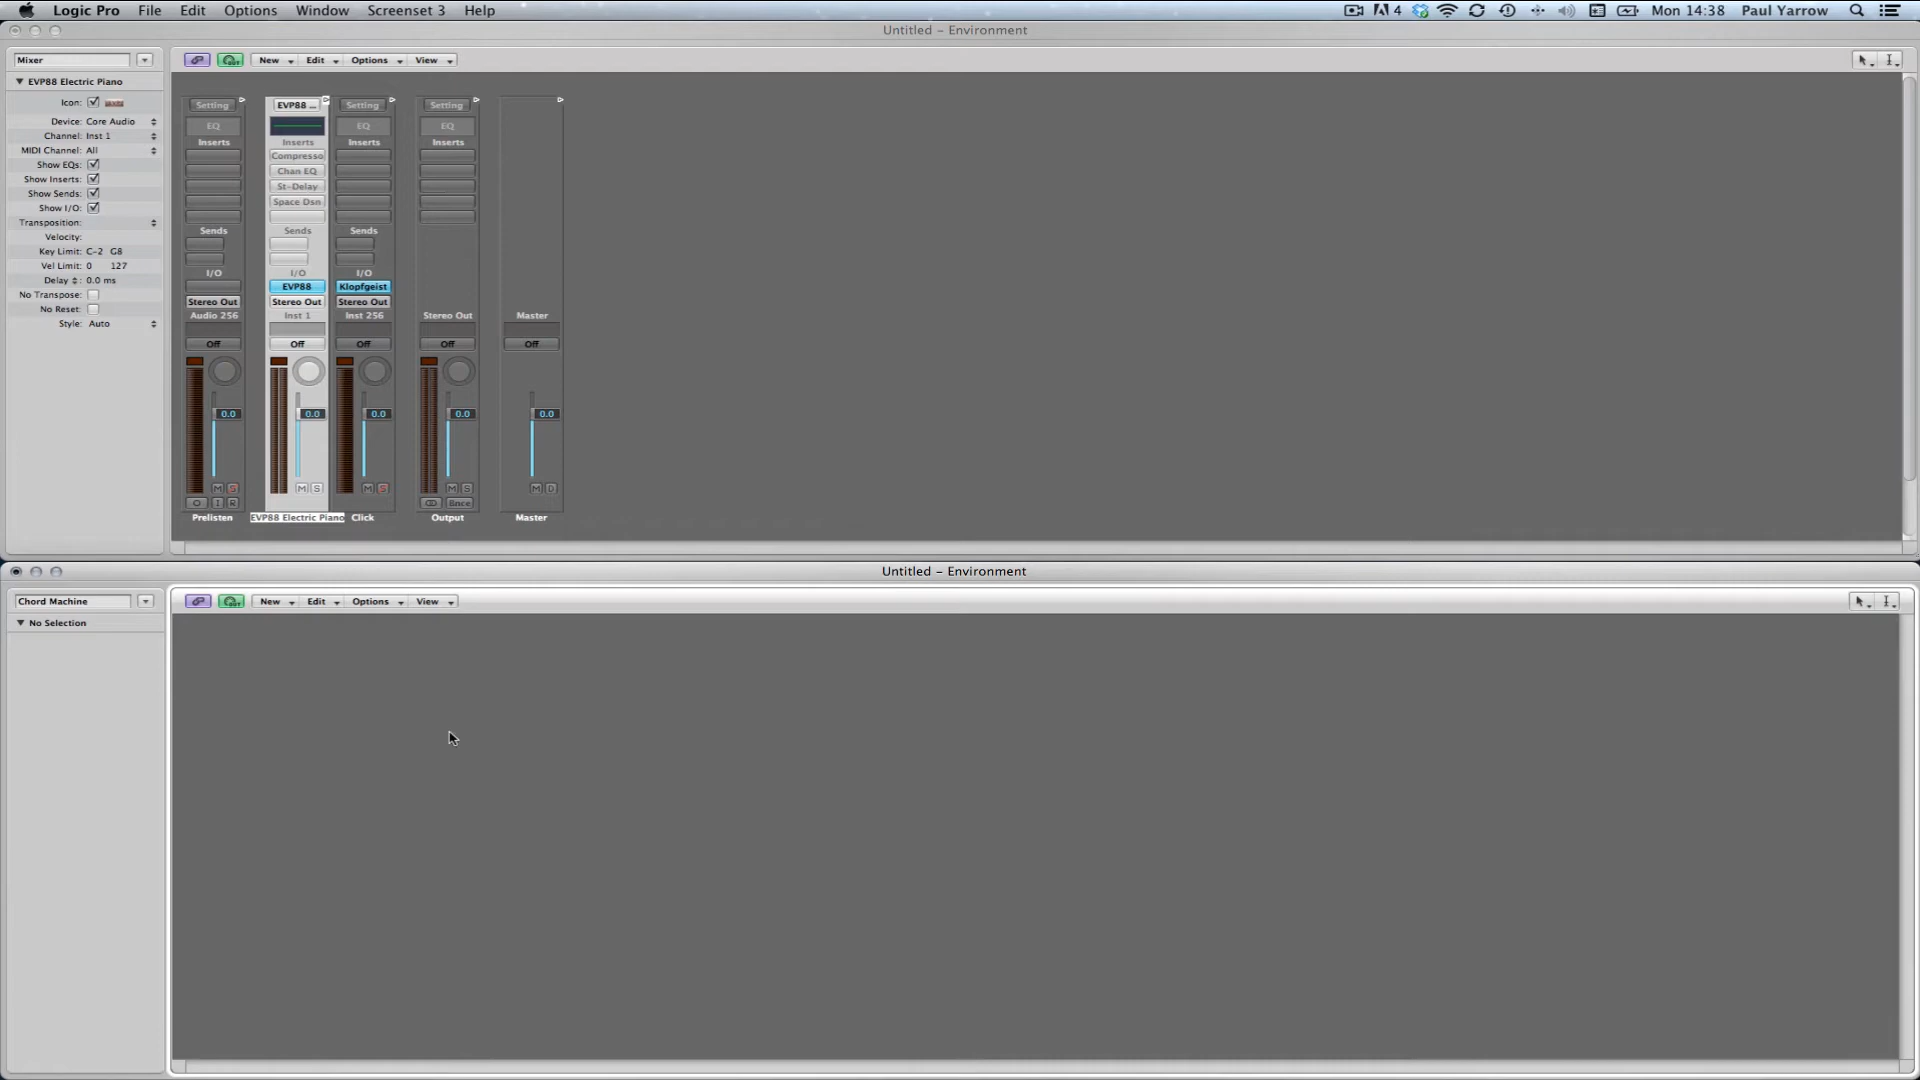 Logic Pro File Edit Options Window Screenset 3 Help 4 Mon 14:38 Paul Yarrow
Untitled – Environment
Mixer New Edit Options View
EVP88 Electric Piano
Icon:
Device: Core Audio
Channel: Inst 1
MIDI Channel: All
Show EQs:
Show Inserts:
Show Sends:
Show I/O:
Transposition:
Velocity:
Key Limit: C-2 G8
Vel Limit: 0 127
Delay : 0.0 ms
No Transpose:
No Reset:
Style: Auto
Setting EVP88 ... Setting Setting
EQ EQ EQ
Inserts Inserts Inserts Inserts
Compresso
Chan EQ
St-Delay
Space Dsn
Sends Sends Sends
I/O I/O I/O
EVP88 Klopfgeist
Stereo Out Stereo Out Stereo Out
Audio 256 Inst 1 Inst 256 Stereo Out Master
Off Off Off Off Off
0.0 0.0 0.0 0.0 0.0
M S M S M S M S M D
I R Bnce
Prelisten EVP88 Electric Piano Click Output Master
Untitled – Environment
Chord Machine New Edit Options View
No Selection